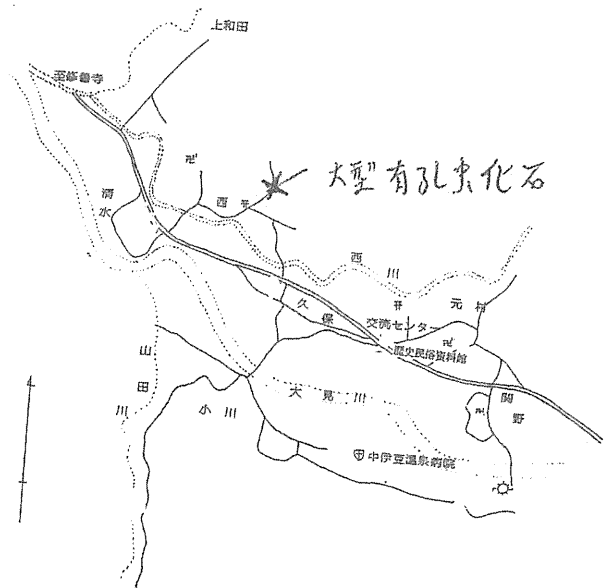 上和田
至修善寺
大型有孔虫化石
清水
西川
久保
元村
交流センター
歴史民俗資料館
関野
山田川
小川
大見川
中伊豆温泉病院